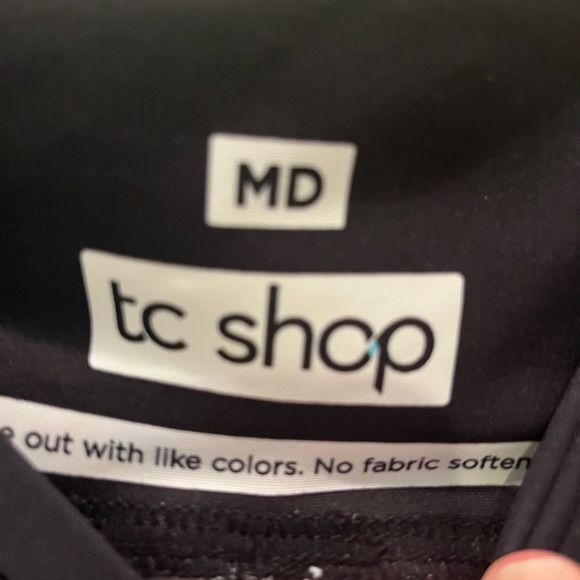 MD
tc shop
out with like colors. No fabric soften